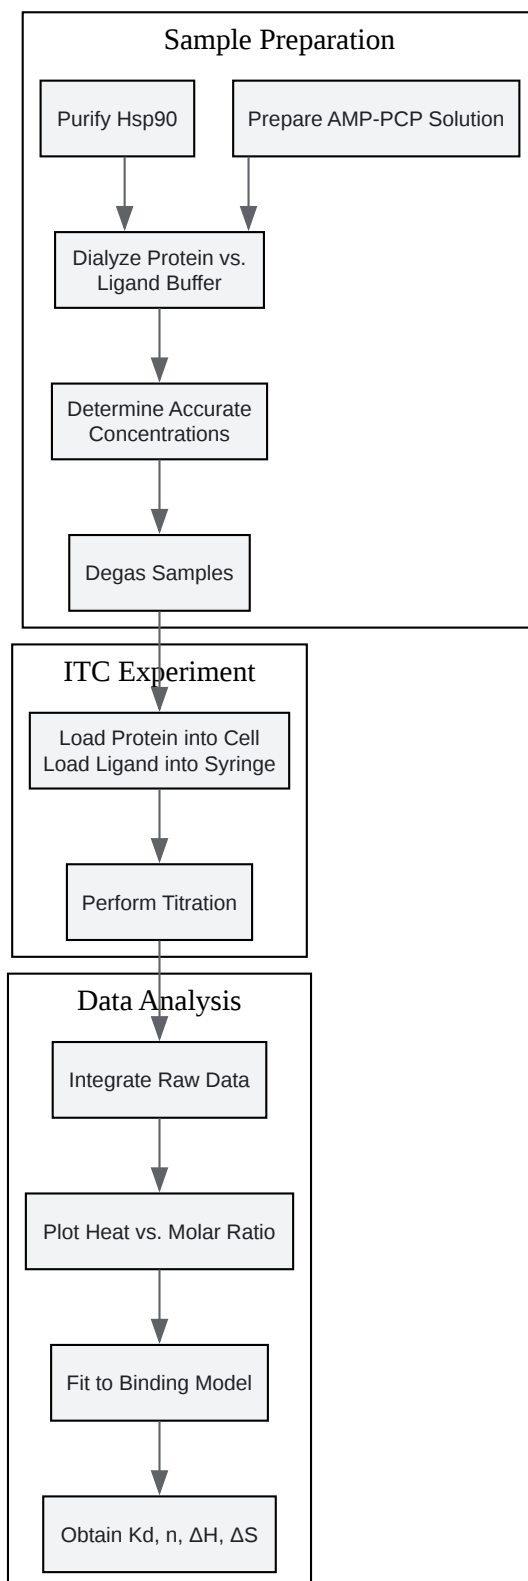 Sample Preparation
Purify Hsp90
Prepare AMP-PCP Solution
Dialyze Protein vs.
Ligand Buffer
Determine Accurate
Concentrations
Degas Samples
ITC Experiment
Load Protein into Cell
Load Ligand into Syringe
Perform Titration
Data Analysis
Integrate Raw Data
Plot Heat vs. Molar Ratio
Fit to Binding Model
Obtain Kd, n, ΔH, ΔS